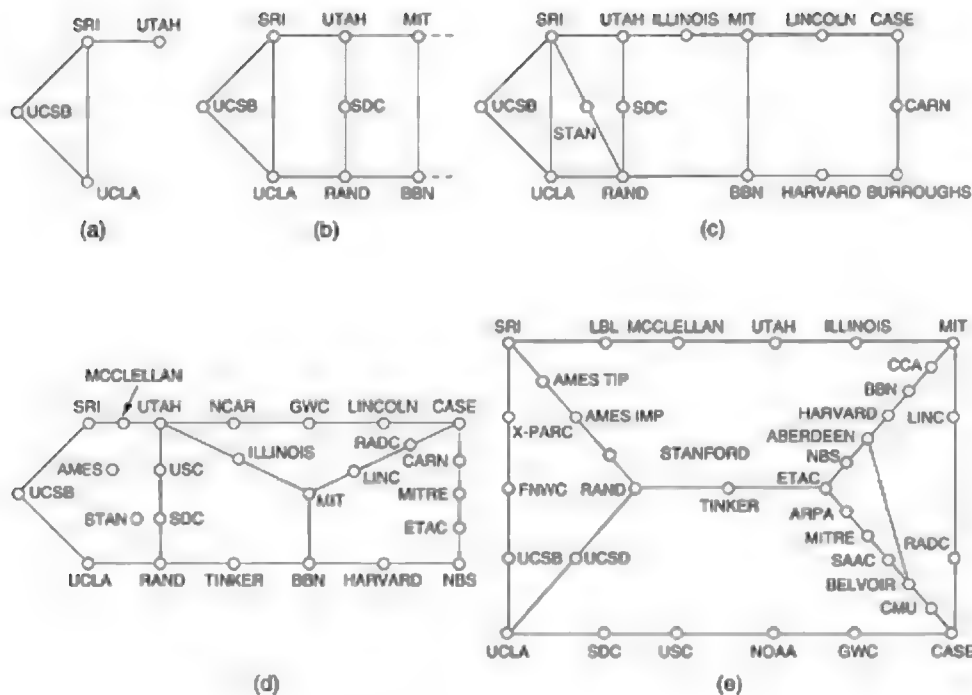 SRI UTAH
UCSB
UCLA
(a)
SRI UTAH MIT
UCSB
SDC
UCLA RAND BBN
(b)
SRI UTAH ILLINOIS MIT LINCOLN CASE
UCSB
SDC
CARN
STAN
UCLA RAND BBN HARVARD BURROUGHS
(c)
MCCLELLAN
SRI UTAH NCAR GWC LINCOLN CASE
RADC
ILLINOIS
CARN
AMES
USC
LINC
UCSB
MIT
MITRE
STAN
SDC
ETAC
UCLA RAND TINKER BBN HARVARD NBS
(d)
SRI LBL MCCLELLAN UTAH ILLINOIS MIT
CCA
AMES TIP
BBN
AMES IMP
HARVARD
LINC
X-PARC
ABERDEEN
STANFORD
NBS
ETAC
FNWC
RAND
TINKER
ARPA
MITRE
UCSB
UCSD
SAAC
RADC
BELVOIR
CMU
UCLA SDC USC NOAA GWC CASE
(e)